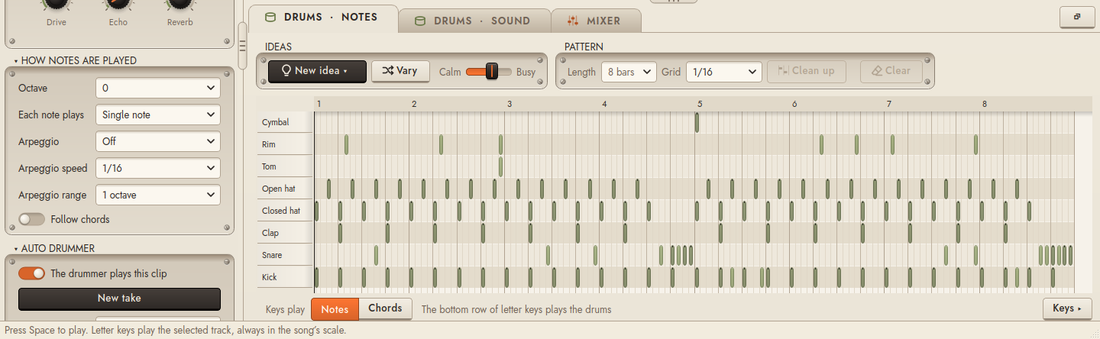 Drive Echo Reverb
DRUMS · NOTES
DRUMS · SOUND
MIXER
HOW NOTES ARE PLAYED
Octave 0
Each note plays Single note
Arpeggio Off
Arpeggio speed 1/16
Arpeggio range 1 octave
Follow chords
AUTO DRUMMER
The drummer plays this clip
New take
IDEAS
New idea
Vary
Calm
Busy
PATTERN
Length 8 bars
Grid 1/16
Clean up
Clear
1 2 3 4 5 6 7 8
Cymbal
Rim
Tom
Open hat
Closed hat
Clap
Snare
Kick
Keys play Notes Chords The bottom row of letter keys plays the drums
Keys
Press Space to play. Letter keys play the selected track, always in the song's scale.